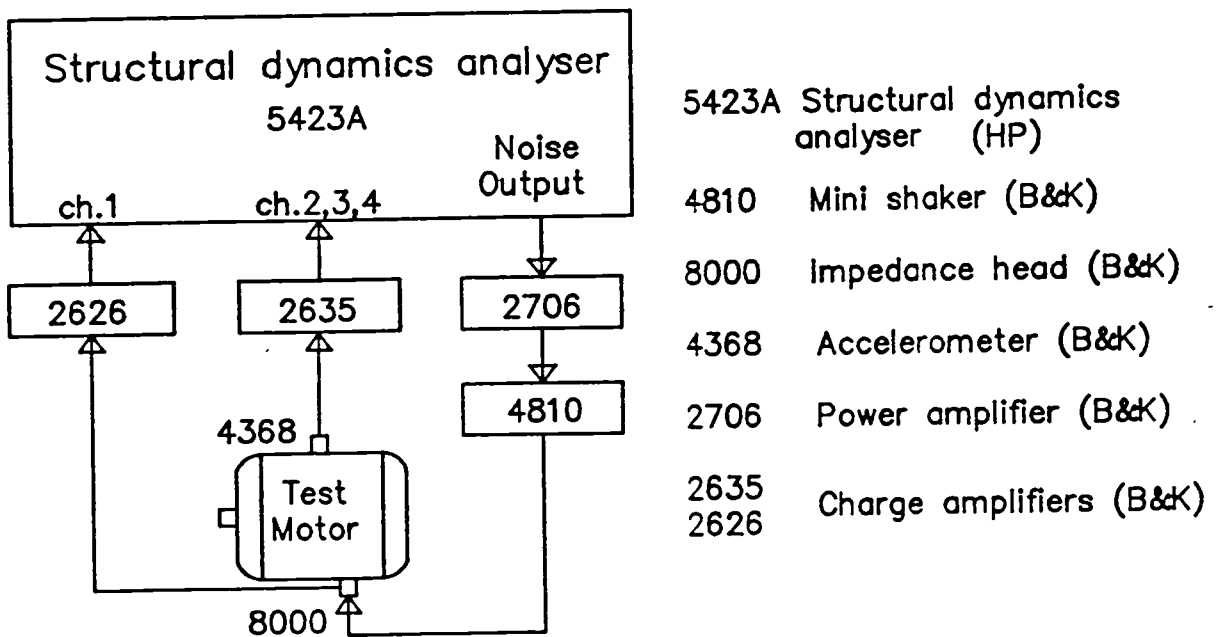 Structural dynamics analyser
5423A
Noise
Output
ch.1
ch.2,3,4
2626
2635
2706
4810
4368
Test
Motor
8000
5423A Structural dynamics
analyser (HP)
4810 Mini shaker (B&K)
8000 Impedance head (B&K)
4368 Accelerometer (B&K)
2706 Power amplifier (B&K)
2635
2626
Charge amplifiers (B&K)